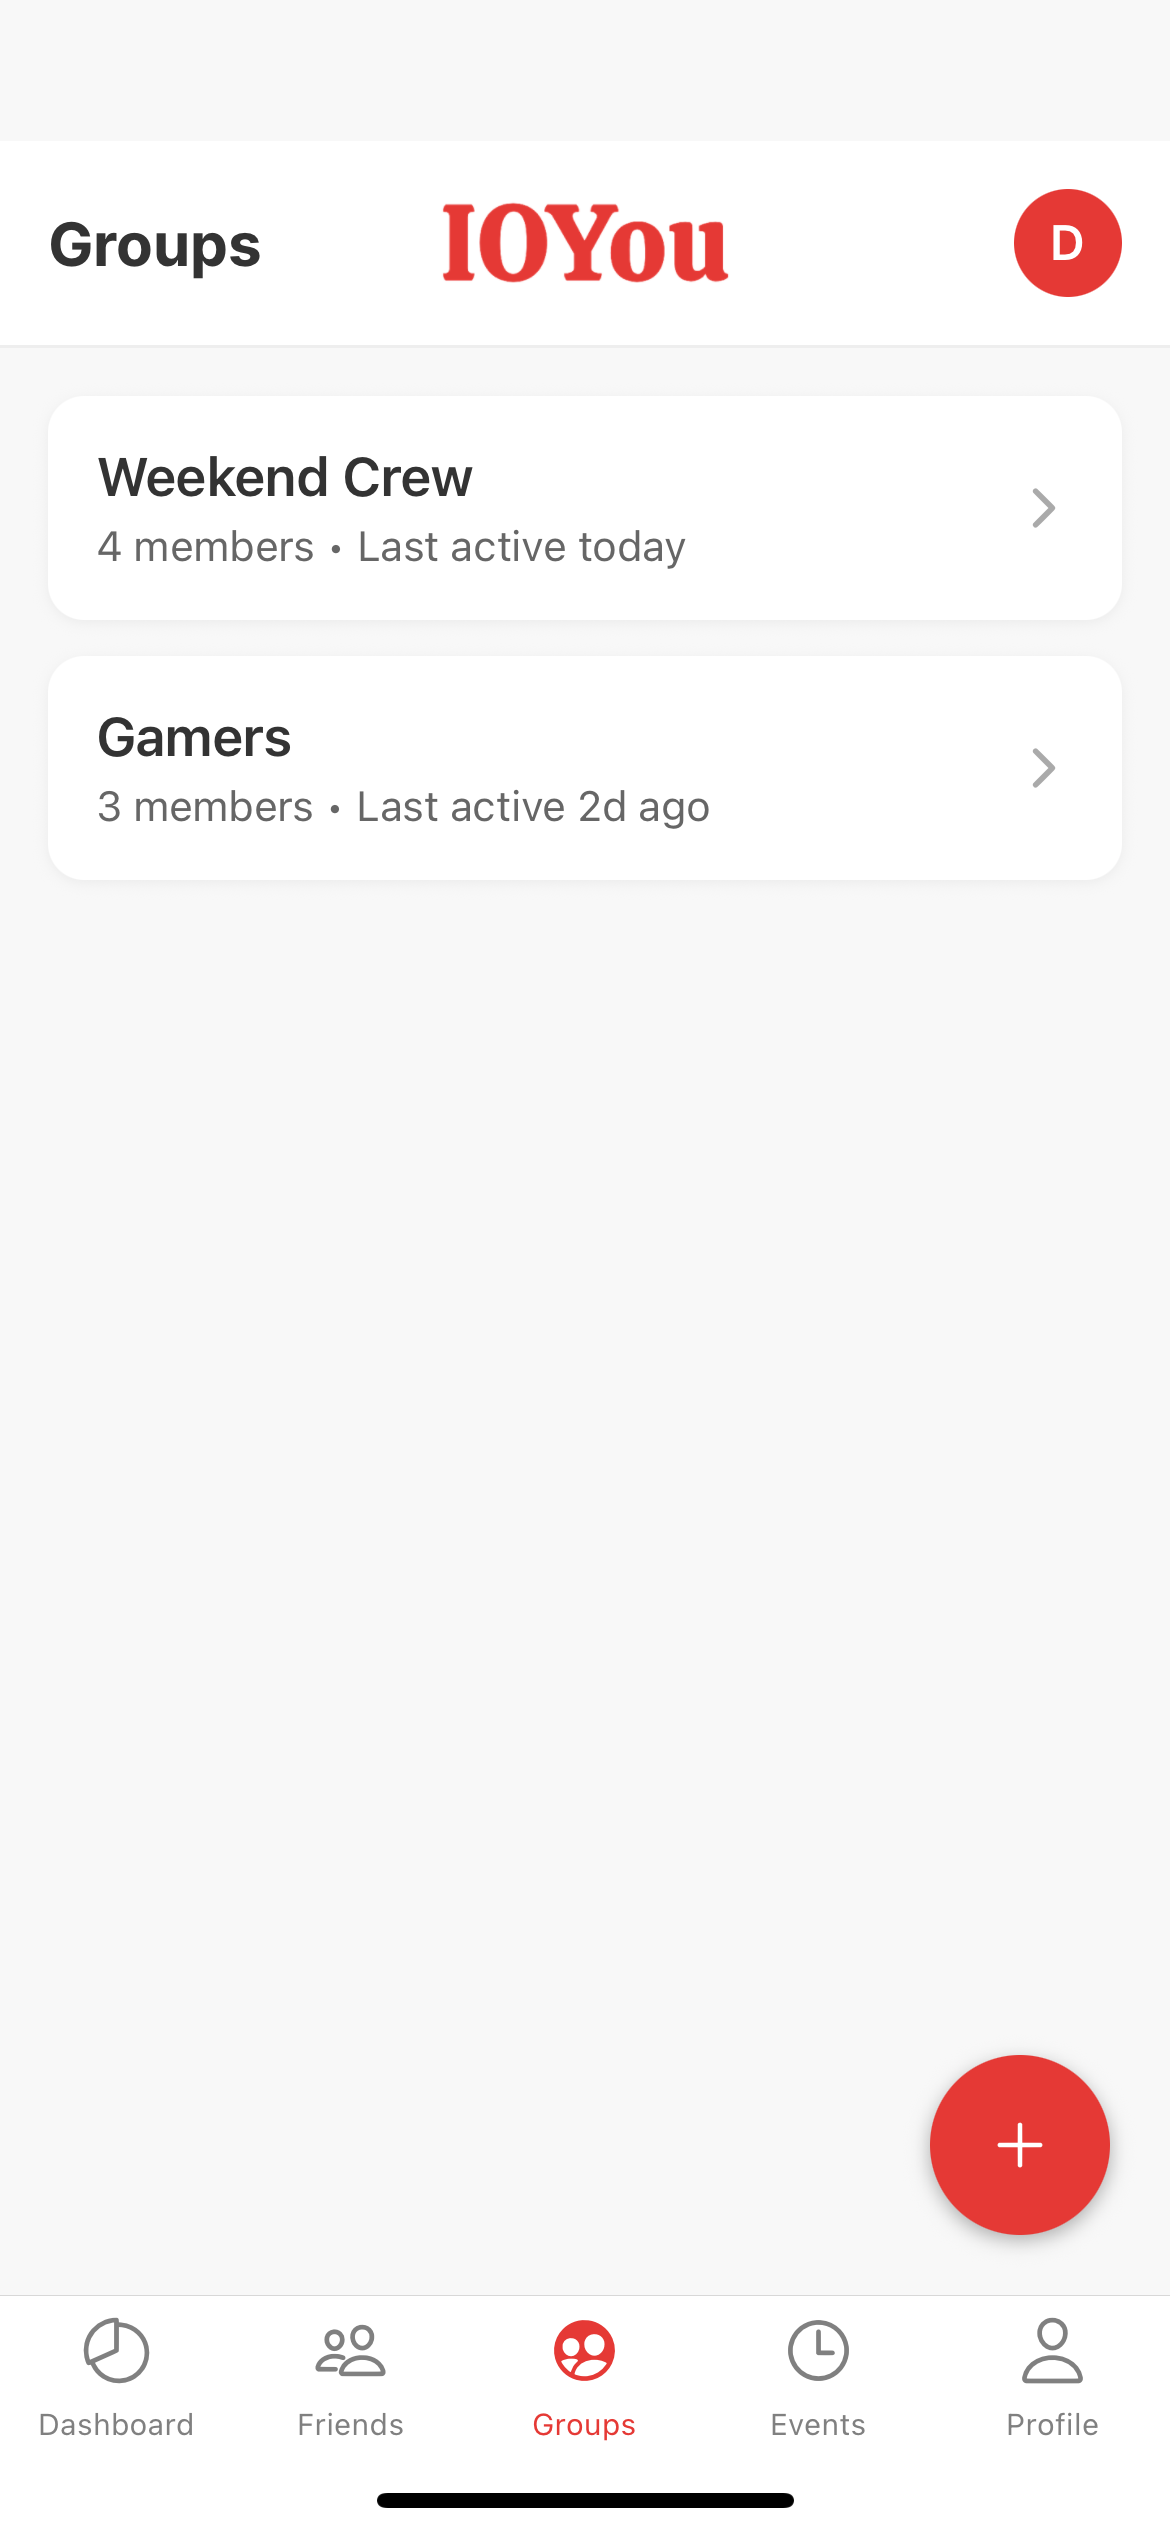 Groups
IOYou
D
Weekend Crew
4 members • Last active today
Gamers
3 members • Last active 2d ago
Dashboard
Friends
Groups
Events
Profile